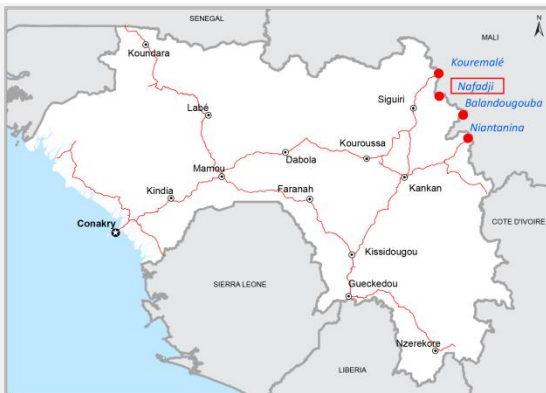 SENEGAL
MALI
N
Koundara
Kouremalé
Nafadji
Siguiri
Balandougouba
Labé
Niantanina
Kouroussa
Dabola
Mamou
Kankan
Kindia
Faranah
Conakry
COTE D'IVOIRE
Kissidougou
SIERRA LEONE
Gueckedou
Nzerekore
LIBERIA